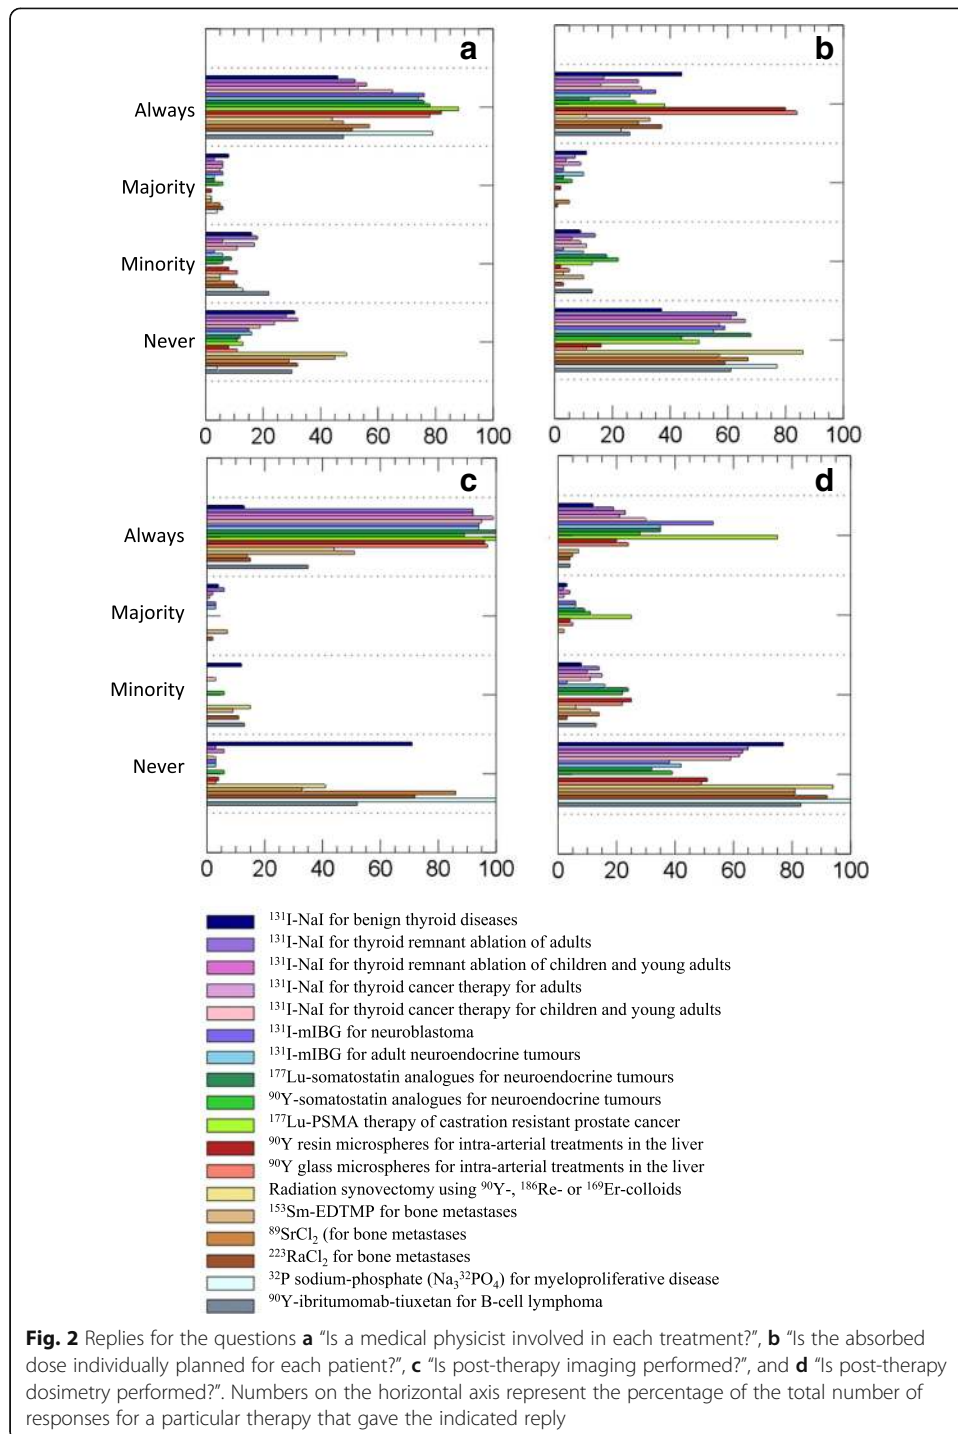 a
b
Always
Majority
Minority
Never
0 20 40 60 80 100
0 20 40 60 80 100
c
d
Always
Majority
Minority
Never
0 20 40 60 80 100
0 20 40 60 80 100
¹³¹I-NaI for benign thyroid diseases
¹³¹I-NaI for thyroid remnant ablation of adults
¹³¹I-NaI for thyroid remnant ablation of children and young adults
¹³¹I-NaI for thyroid cancer therapy for adults
¹³¹I-NaI for thyroid cancer therapy for children and young adults
¹³¹I-mIBG for neuroblastoma
¹³¹I-mIBG for adult neuroendocrine tumours
¹⁷⁷Lu-somatostatin analogues for neuroendocrine tumours
⁹⁰Y-somatostatin analogues for neuroendocrine tumours
¹⁷⁷Lu-PSMA therapy of castration resistant prostate cancer
⁹⁰Y resin microspheres for intra-arterial treatments in the liver
⁹⁰Y glass microspheres for intra-arterial treatments in the liver
Radiation synovectomy using ⁹⁰Y-, ¹⁸⁶Re- or ¹⁶⁹Er-colloids
¹⁵³Sm-EDTMP for bone metastases
⁸⁹SrCl₂ (for bone metastases
²²³RaCl₂ for bone metastases
³²P sodium-phosphate (Na₃³²PO₄) for myeloproliferative disease
⁹⁰Y-ibritumomab-tiuxetan for B-cell lymphoma
Fig. 2 Replies for the questions a “Is a medical physicist involved in each treatment?”, b “Is the absorbed
dose individually planned for each patient?”, c “Is post-therapy imaging performed?”, and d “Is post-therapy
dosimetry performed?”. Numbers on the horizontal axis represent the percentage of the total number of
responses for a particular therapy that gave the indicated reply